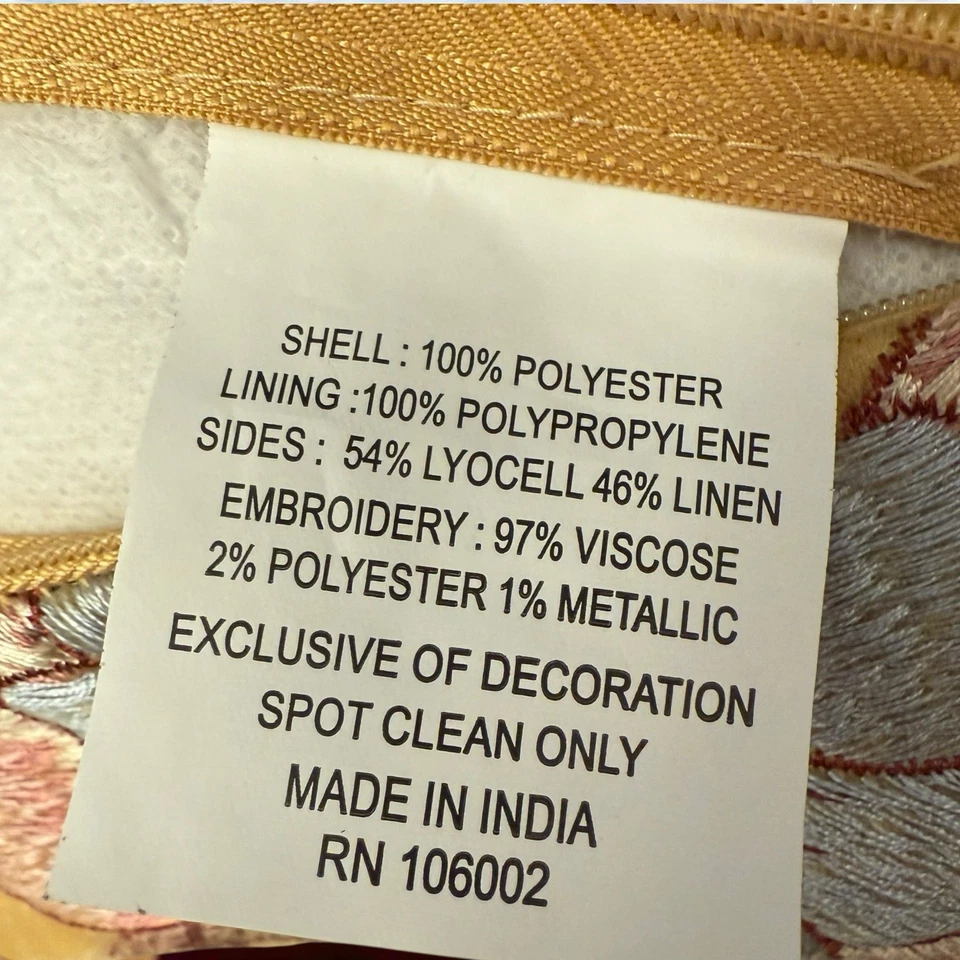 SHELL : 100% POLYESTER
LINING :100% POLYPROPYLENE
SIDES : 54% LYOCELL 46% LINEN
EMBROIDERY : 97% VISCOSE
2% POLYESTER 1% METALLIC
EXCLUSIVE OF DECORATION
SPOT CLEAN ONLY
MADE IN INDIA
RN 106002